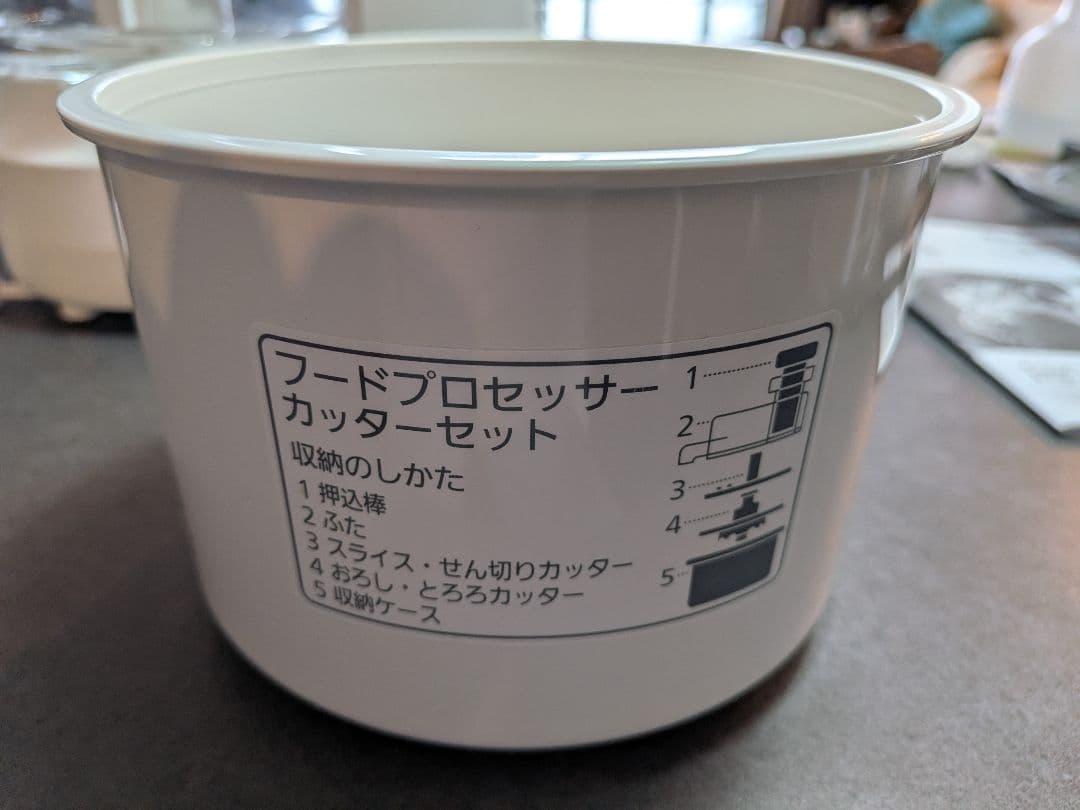 フードプロセッサー
カッターセット
収納のしかた
1 押込棒
2 ふた
3 スライス・せん切りカッター
4 おろし・とろろカッター
5 収納ケース
1
2
3
4
5